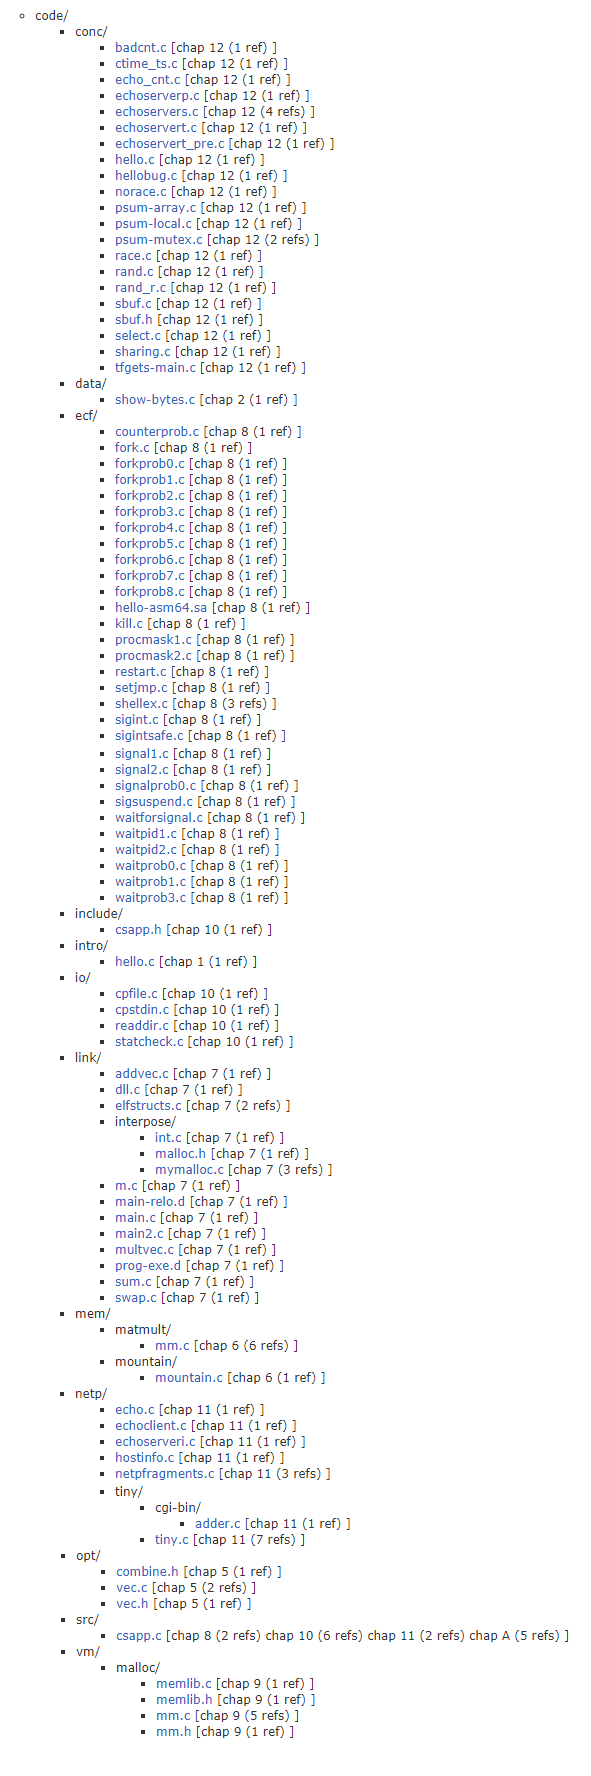 code/
conc/
badcnt.c [chap 12 (1 ref) ]
ctime_ts.c [chap 12 (1 ref) ]
echo_cnt.c [chap 12 (1 ref) ]
echoserverp.c [chap 12 (1 ref) ]
echoservers.c [chap 12 (4 refs) ]
echoservert.c [chap 12 (1 ref) ]
echoservert_pre.c [chap 12 (1 ref) ]
hello.c [chap 12 (1 ref) ]
hellobug.c [chap 12 (1 ref) ]
norace.c [chap 12 (1 ref) ]
psum-array.c [chap 12 (1 ref) ]
psum-local.c [chap 12 (1 ref) ]
psum-mutex.c [chap 12 (2 refs) ]
race.c [chap 12 (1 ref) ]
rand.c [chap 12 (1 ref) ]
rand_r.c [chap 12 (1 ref) ]
sbuf.c [chap 12 (1 ref) ]
sbuf.h [chap 12 (1 ref) ]
select.c [chap 12 (1 ref) ]
sharing.c [chap 12 (1 ref) ]
tfgets-main.c [chap 12 (1 ref) ]
data/
show-bytes.c [chap 2 (1 ref) ]
ecf/
counterprob.c [chap 8 (1 ref) ]
fork.c [chap 8 (1 ref) ]
forkprob0.c [chap 8 (1 ref) ]
forkprob1.c [chap 8 (1 ref) ]
forkprob2.c [chap 8 (1 ref) ]
forkprob3.c [chap 8 (1 ref) ]
forkprob4.c [chap 8 (1 ref) ]
forkprob5.c [chap 8 (1 ref) ]
forkprob6.c [chap 8 (1 ref) ]
forkprob7.c [chap 8 (1 ref) ]
forkprob8.c [chap 8 (1 ref) ]
hello-asm64.sa [chap 8 (1 ref) ]
kill.c [chap 8 (1 ref) ]
procmask1.c [chap 8 (1 ref) ]
procmask2.c [chap 8 (1 ref) ]
restart.c [chap 8 (1 ref) ]
setjmp.c [chap 8 (1 ref) ]
shellex.c [chap 8 (3 refs) ]
sigint.c [chap 8 (1 ref) ]
sigintsafe.c [chap 8 (1 ref) ]
signal1.c [chap 8 (1 ref) ]
signal2.c [chap 8 (1 ref) ]
signalprob0.c [chap 8 (1 ref) ]
sigsuspend.c [chap 8 (1 ref) ]
waitforsignal.c [chap 8 (1 ref) ]
waitpid1.c [chap 8 (1 ref) ]
waitpid2.c [chap 8 (1 ref) ]
waitprob0.c [chap 8 (1 ref) ]
waitprob1.c [chap 8 (1 ref) ]
waitprob3.c [chap 8 (1 ref) ]
include/
csapp.h [chap 10 (1 ref) ]
intro/
hello.c [chap 1 (1 ref) ]
io/
cpfile.c [chap 10 (1 ref) ]
cpstdin.c [chap 10 (1 ref) ]
readdir.c [chap 10 (1 ref) ]
statcheck.c [chap 10 (1 ref) ]
link/
addvec.c [chap 7 (1 ref) ]
dll.c [chap 7 (1 ref) ]
elfstructs.c [chap 7 (2 refs) ]
interpose/
int.c [chap 7 (1 ref) ]
malloc.h [chap 7 (1 ref) ]
mymalloc.c [chap 7 (3 refs) ]
m.c [chap 7 (1 ref) ]
main-relo.d [chap 7 (1 ref) ]
main.c [chap 7 (1 ref) ]
main2.c [chap 7 (1 ref) ]
multvec.c [chap 7 (1 ref) ]
prog-exe.d [chap 7 (1 ref) ]
sum.c [chap 7 (1 ref) ]
swap.c [chap 7 (1 ref) ]
mem/
matmult/
mm.c [chap 6 (6 refs) ]
mountain/
mountain.c [chap 6 (1 ref) ]
netp/
echo.c [chap 11 (1 ref) ]
echoclient.c [chap 11 (1 ref) ]
echoserveri.c [chap 11 (1 ref) ]
hostinfo.c [chap 11 (1 ref) ]
netpfragments.c [chap 11 (3 refs) ]
tiny/
cgi-bin/
adder.c [chap 11 (1 ref) ]
tiny.c [chap 11 (7 refs) ]
opt/
combine.h [chap 5 (1 ref) ]
vec.c [chap 5 (2 refs) ]
vec.h [chap 5 (1 ref) ]
src/
csapp.c [chap 8 (2 refs) chap 10 (6 refs) chap 11 (2 refs) chap A (5 refs) ]
vm/
malloc/
memlib.c [chap 9 (1 ref) ]
memlib.h [chap 9 (1 ref) ]
mm.c [chap 9 (5 refs) ]
mm.h [chap 9 (1 ref) ]